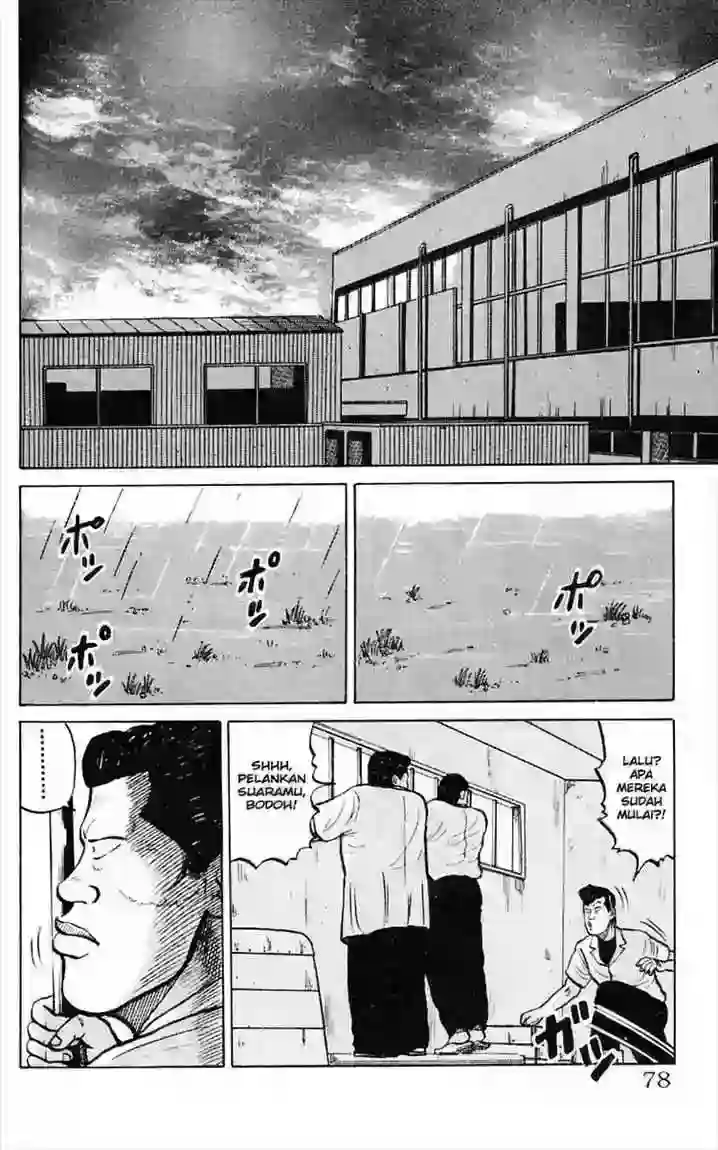 ポッ
ポッ
ポッ
ポッ
LALU?
APA
MEREKA
SUDAH
MULAI?!
SHHH,
PELANKAN
SUARAMU,
BODOH!
ガガッ
.........
78